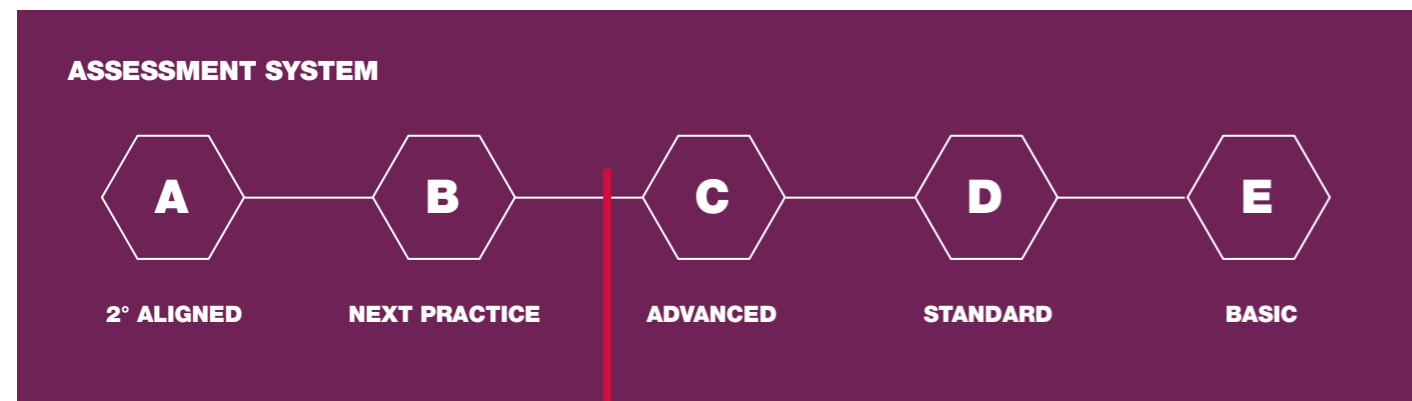 ASSESSMENT SYSTEM
A B C D E
2° ALIGNED NEXT PRACTICE ADVANCED STANDARD BASIC